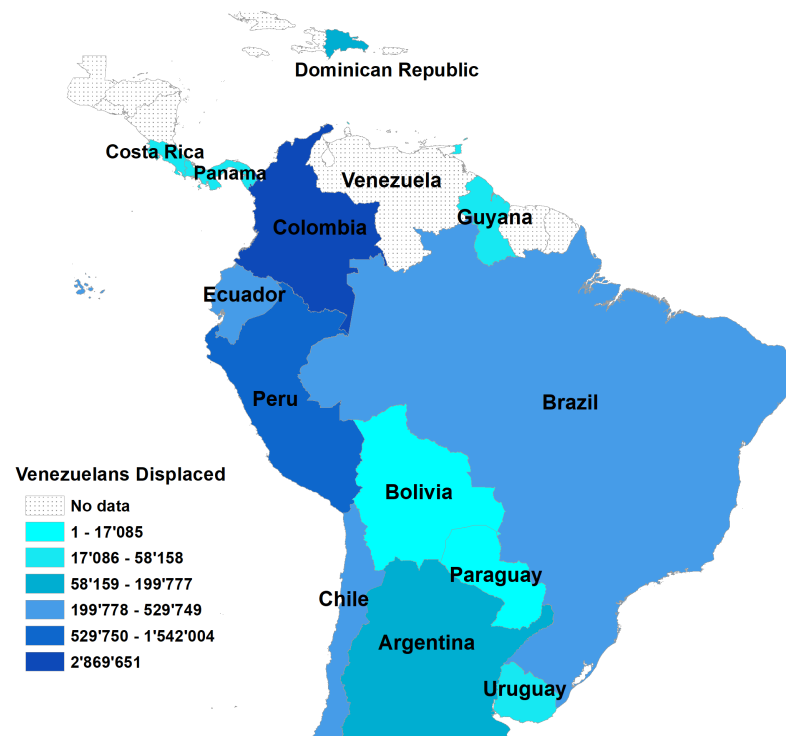 Dominican Republic
Costa Rica
Panama
Venezuela
Guyana
Colombia
Ecuador
Peru
Brazil
Bolivia
Paraguay
Chile
Argentina
Uruguay
Venezuelans Displaced
No data
1 - 17'085
17'086 - 58'158
58'159 - 199'777
199'778 - 529'749
529'750 - 1'542'004
2'869'651